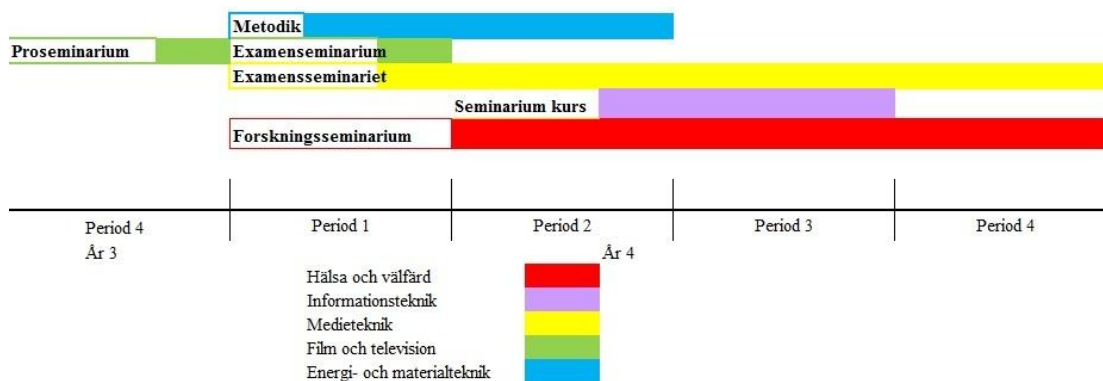 Metodik
Proseminarium Examenseminarium
Examensseminariet
Seminarium kurs
Forskningsseminarium
Period 4 Period 1 Period 2 Period 3 Period 4
År 3 År 4
Hälsa och välfärd
Informationsteknik
Medieteknik
Film och television
Energi- och materialteknik